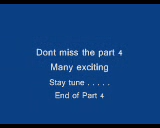 Dont miss the part 4
Many exciting
Stay tune . . . . .
End of Part 4